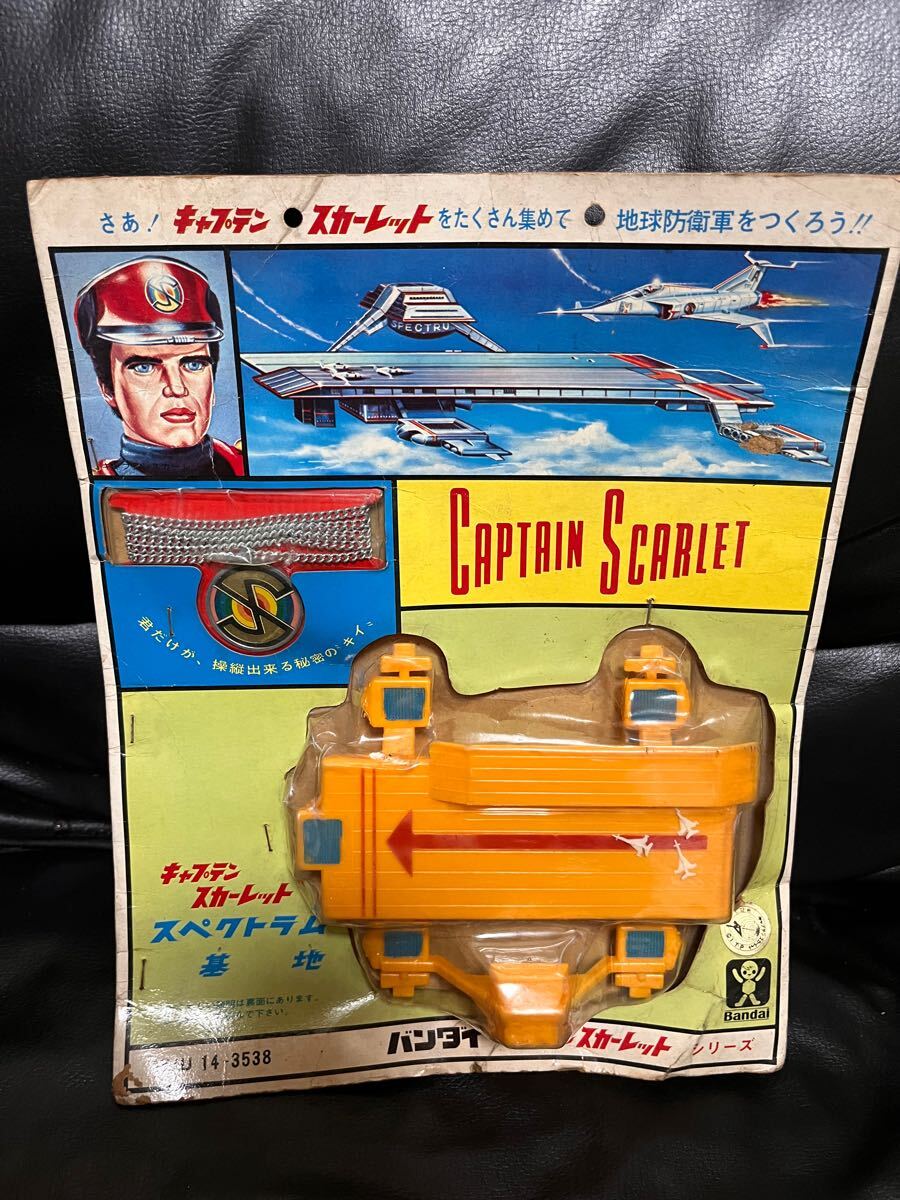 さあ! キャプテン スカーレットをたくさん集めて 地球防衛軍をつくろう!!
SPECTRU
CAPTAIN SCARLET
君だけが、操縦出来る秘密の"キイ"
キャプテン
スカーレット
スペクトラム
基地
は裏面にあります。
で下さい。
Bandai
14-3538
バンダイ スカーレット シリーズ